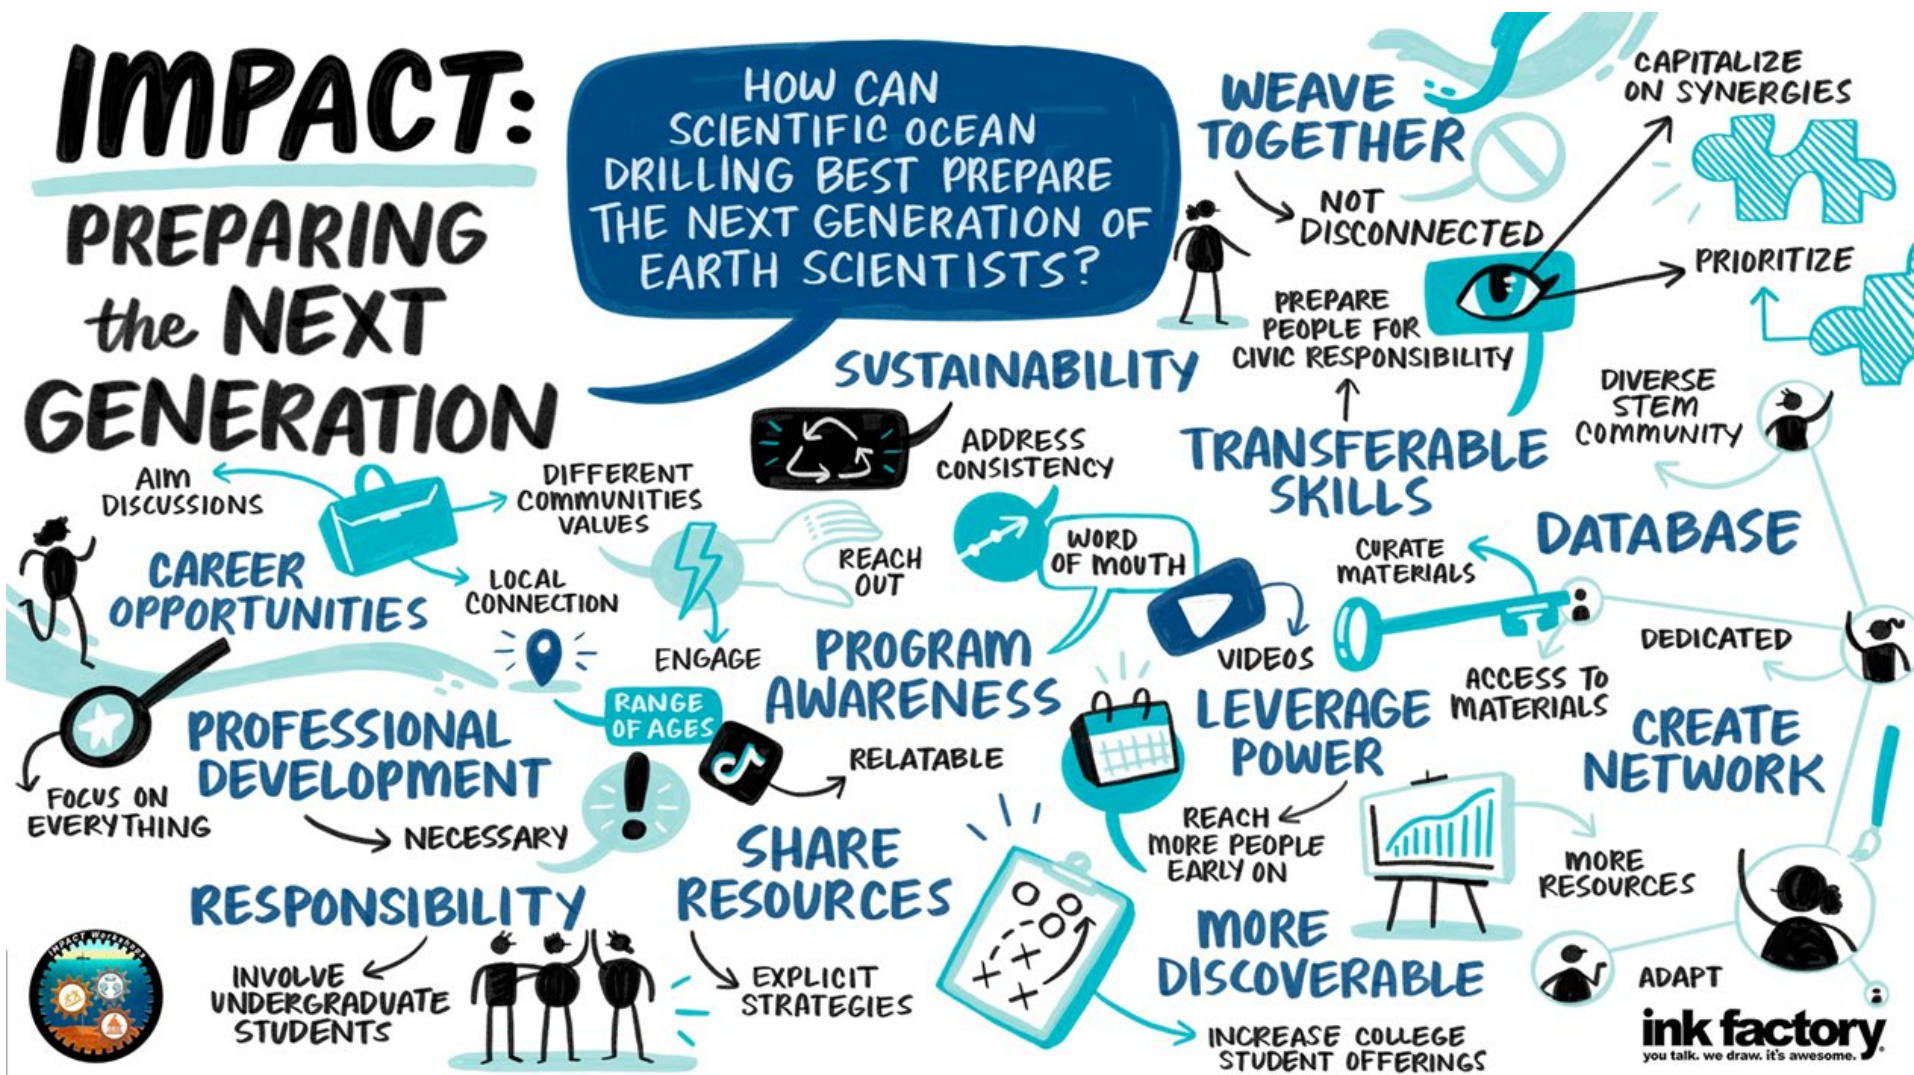 IMPACT:
PREPARING
the NEXT
GENERATION
HOW CAN
SCIENTIFIC OCEAN
DRILLING BEST PREPARE
THE NEXT GENERATION OF
EARTH SCIENTISTS?
WEAVE
TOGETHER
NOT
DISCONNECTED
CAPITALIZE
ON SYNERGIES
PRIORITIZE
PREPARE
PEOPLE FOR
CIVIC RESPONSIBILITY
TRANSFERABLE
SKILLS
SUSTAINABILITY
ADDRESS
CONSISTENCY
DIVERSE
STEM
COMMUNITY
DATABASE
AIM
DISCUSSIONS
DIFFERENT
COMMUNITIES
VALUES
CAREER
OPPORTUNITIES
LOCAL
CONNECTION
REACH
OUT
ENGAGE
WORD
OF MOUTH
PROGRAM
AWARENESS
VIDEOS
CURATE
MATERIALS
ACCESS TO
MATERIALS
DEDICATED
RANGE
OF AGES
RELATABLE
LEVERAGE
POWER
REACH
MORE PEOPLE
EARLY ON
CREATE
NETWORK
PROFESSIONAL
DEVELOPMENT
FOCUS ON
EVERYTHING
NECESSARY
SHARE
RESOURCES
EXPLICIT
STRATEGIES
MORE
RESOURCES
RESPONSIBILITY
INVOLVE
UNDERGRADUATE
STUDENTS
MORE
DISCOVERABLE
INCREASE COLLEGE
STUDENT OFFERINGS
ADAPT
IMPACT Workshops
ink factory
you talk. we draw. it's awesome.